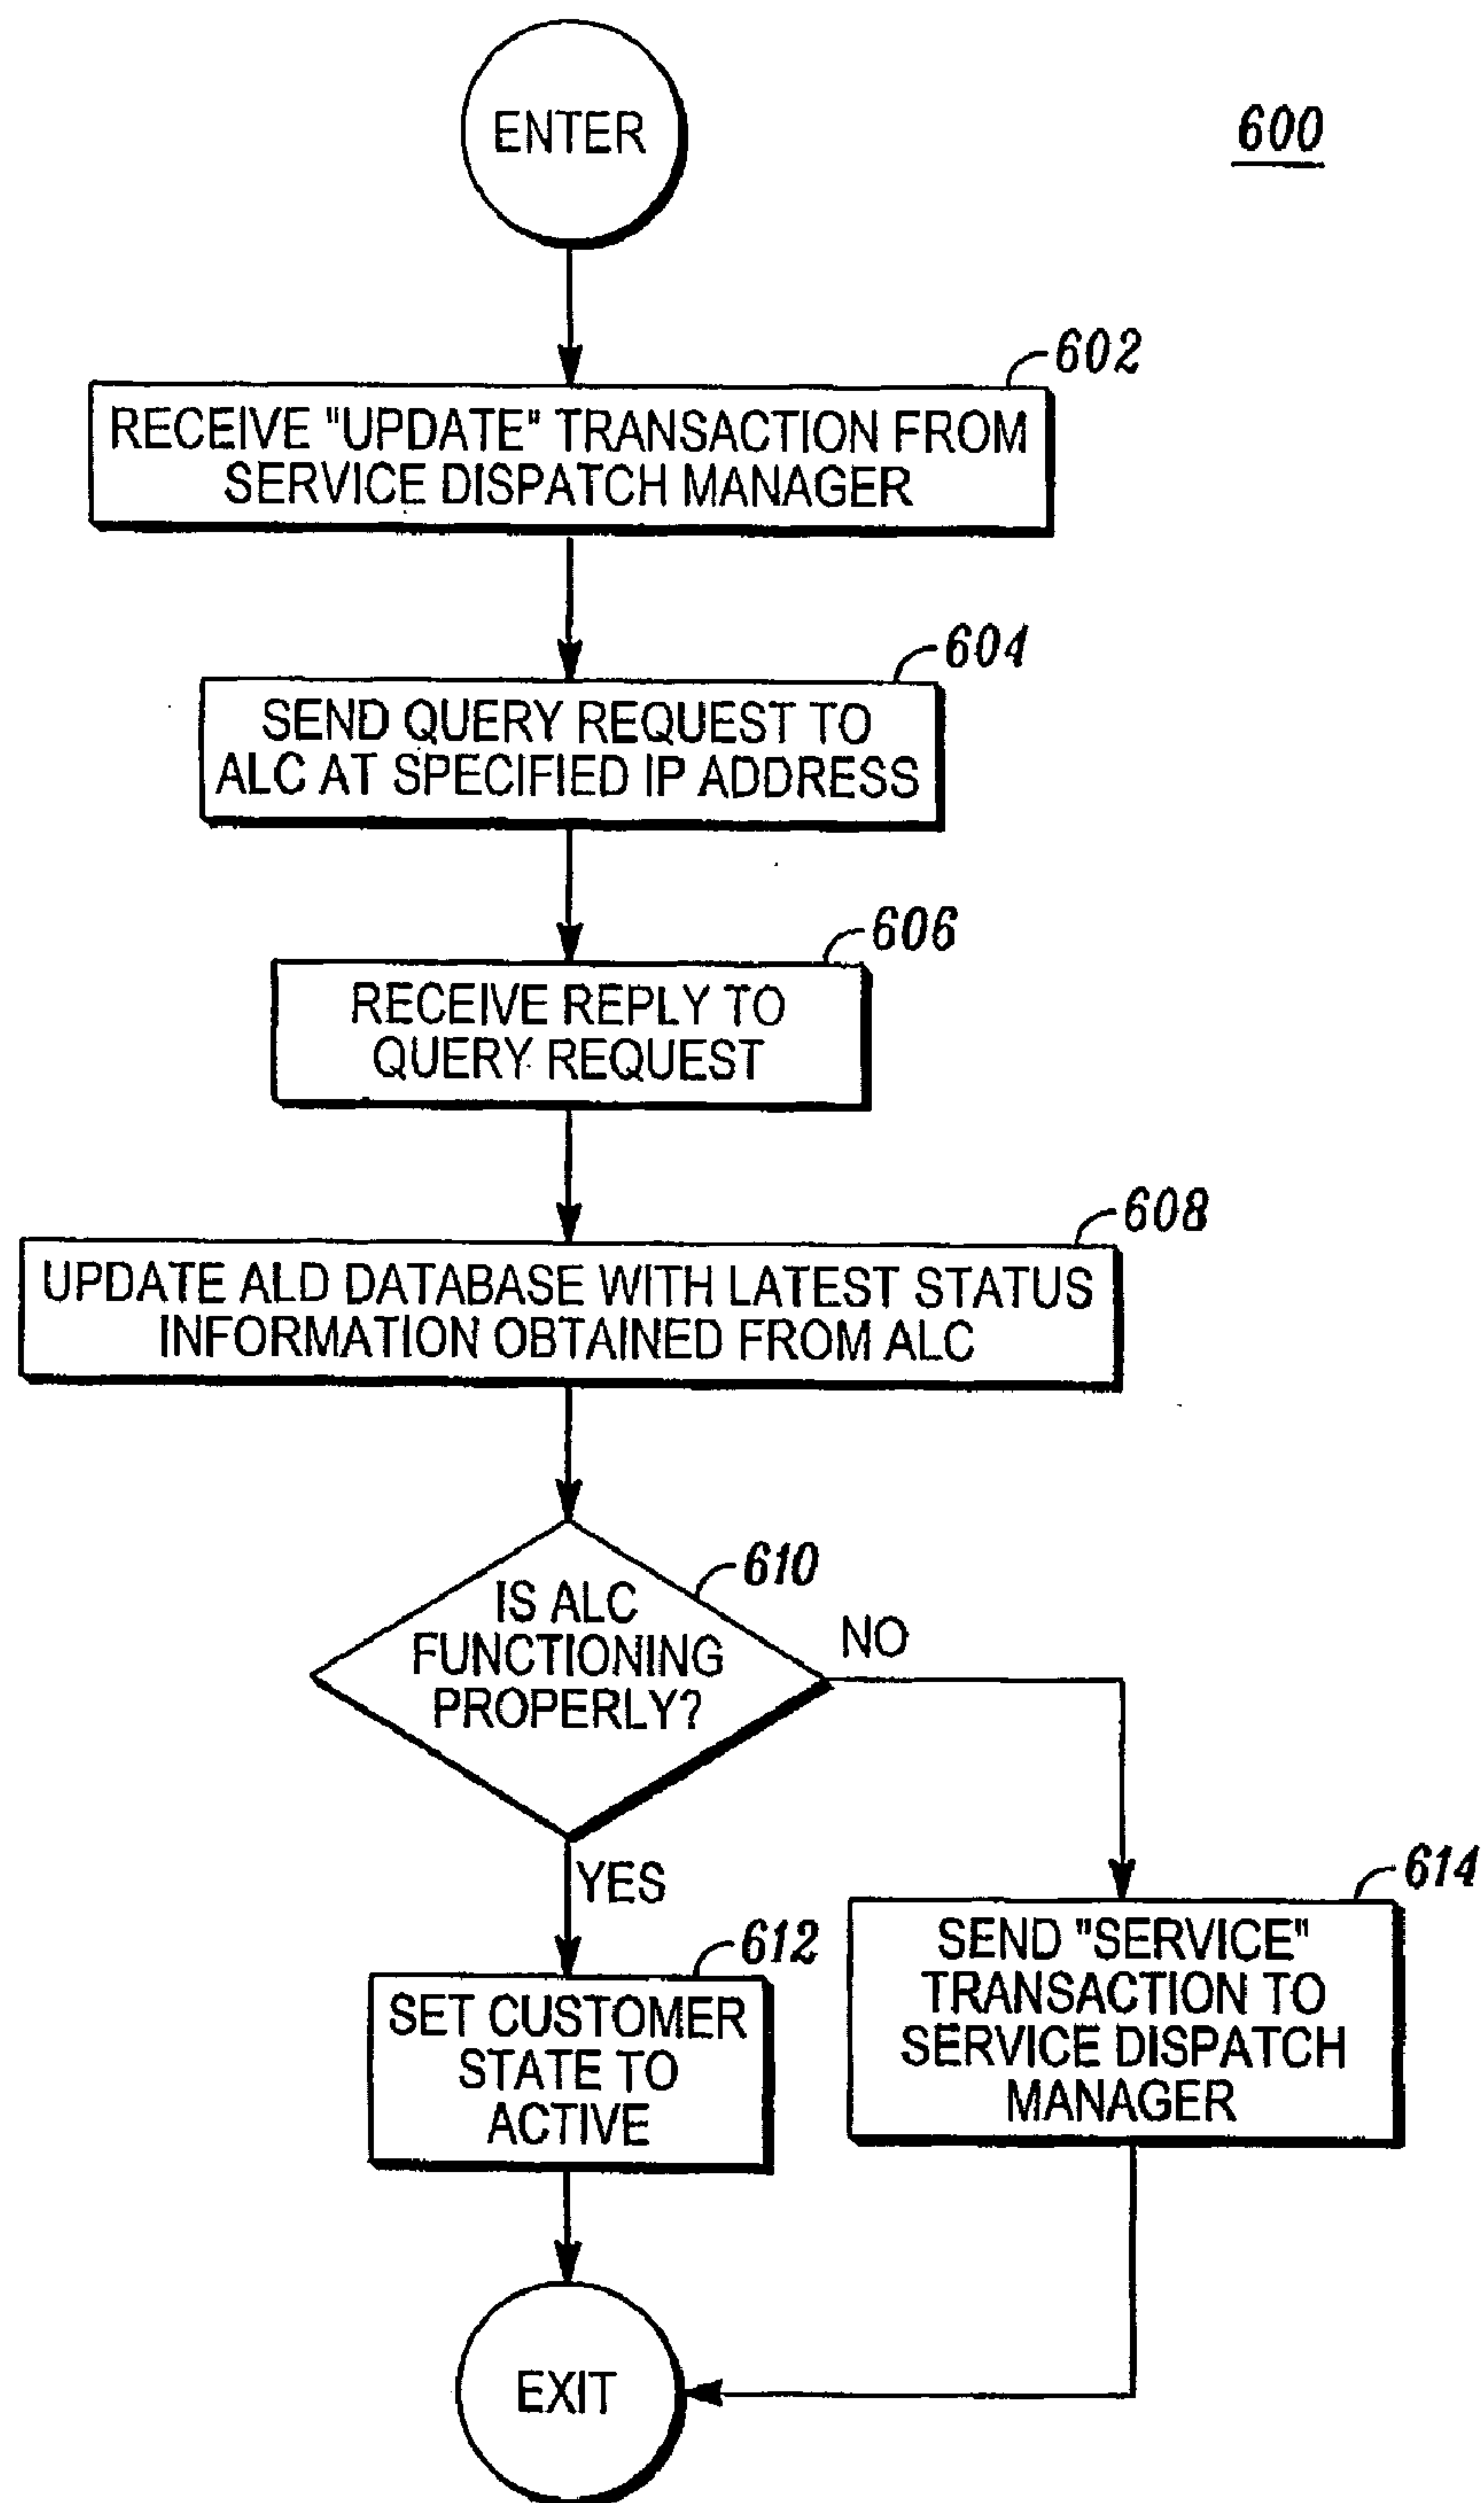 ENTER
600
602
RECEIVE "UPDATE" TRANSACTION FROM
SERVICE DISPATCH MANAGER
604
SEND QUERY REQUEST TO
ALC AT SPECIFIED IP ADDRESS
606
RECEIVE REPLY TO
QUERY REQUEST
608
UPDATE ALD DATABASE WITH LATEST STATUS
INFORMATION OBTAINED FROM ALC
610
IS ALC
FUNCTIONING
PROPERLY?
NO
YES
612
SET CUSTOMER
STATE TO
ACTIVE
614
SEND "SERVICE"
TRANSACTION TO
SERVICE DISPATCH
MANAGER
EXIT